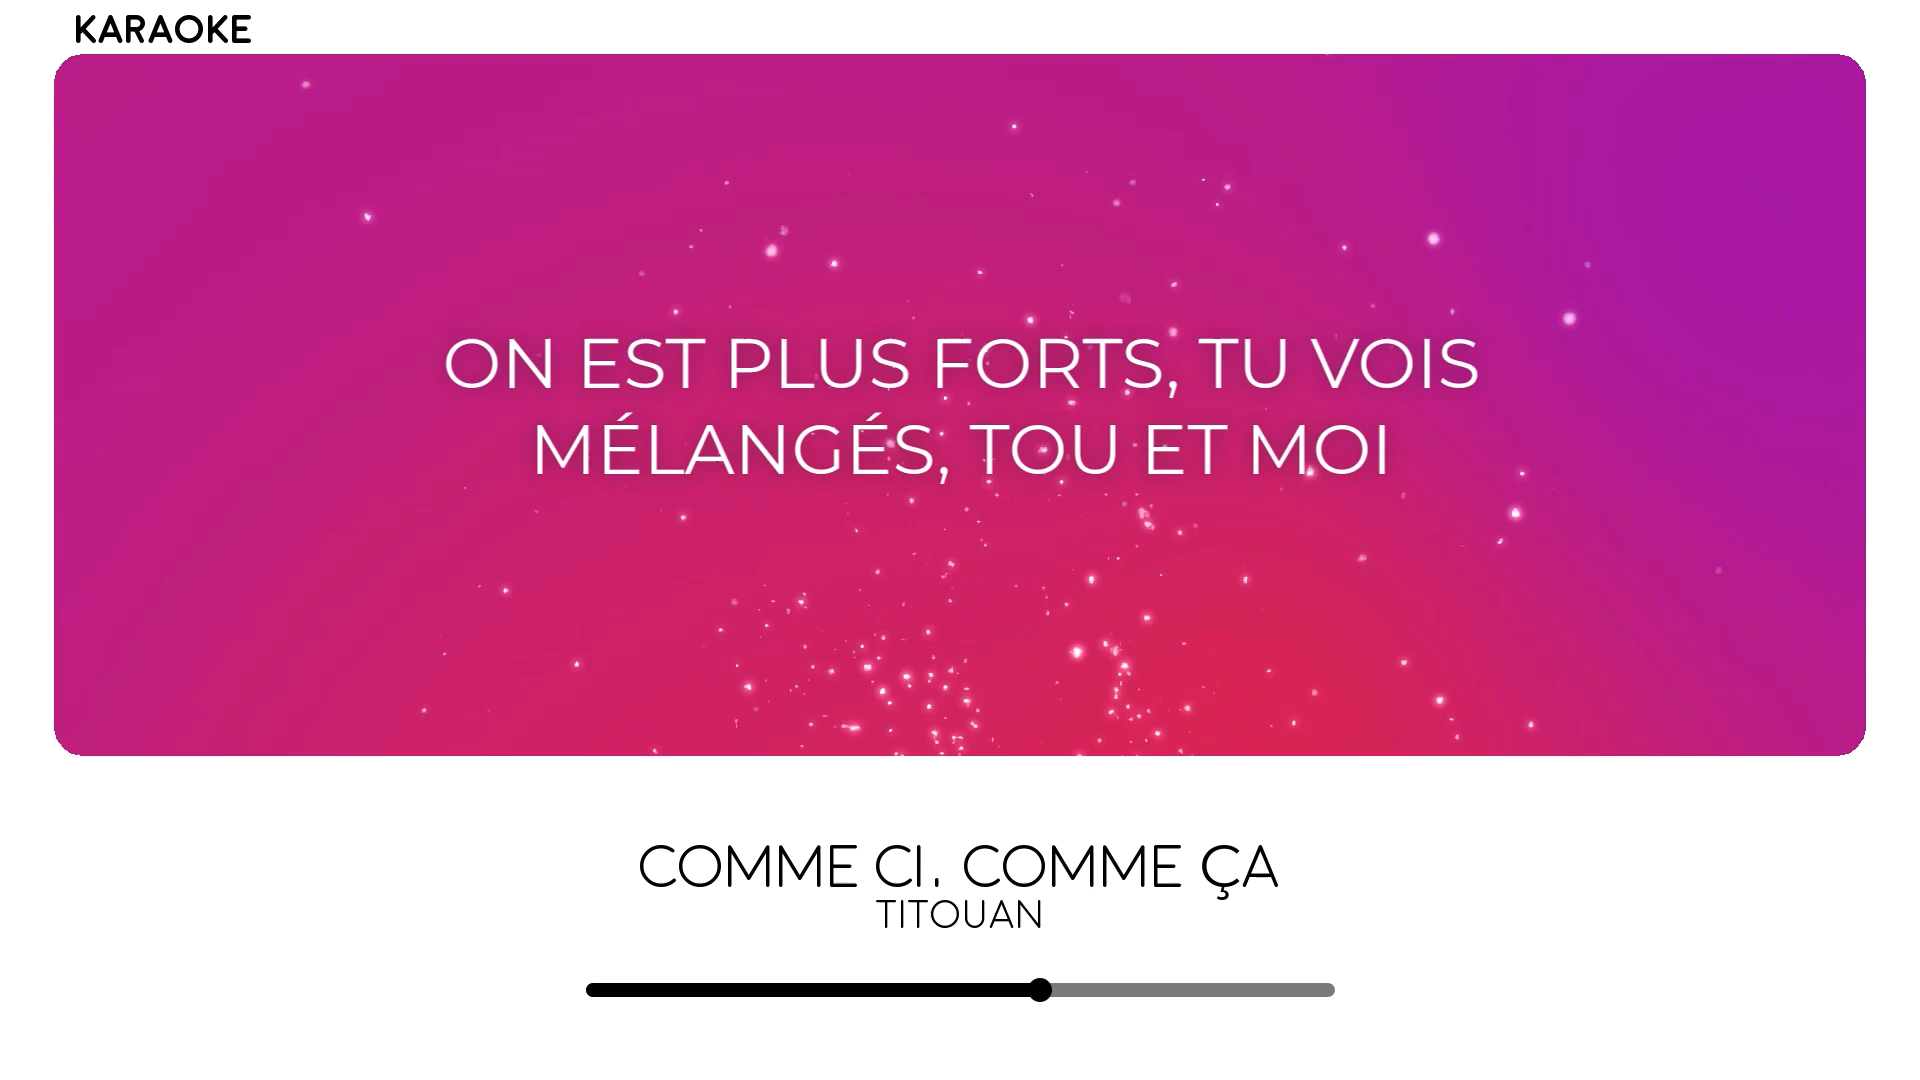 KARAOKE
ON EST PLUS FORTS, TU VOIS
MÉLANGÉS, TOU ET MOI
COMME CI, COMME ÇA
TITOUAN